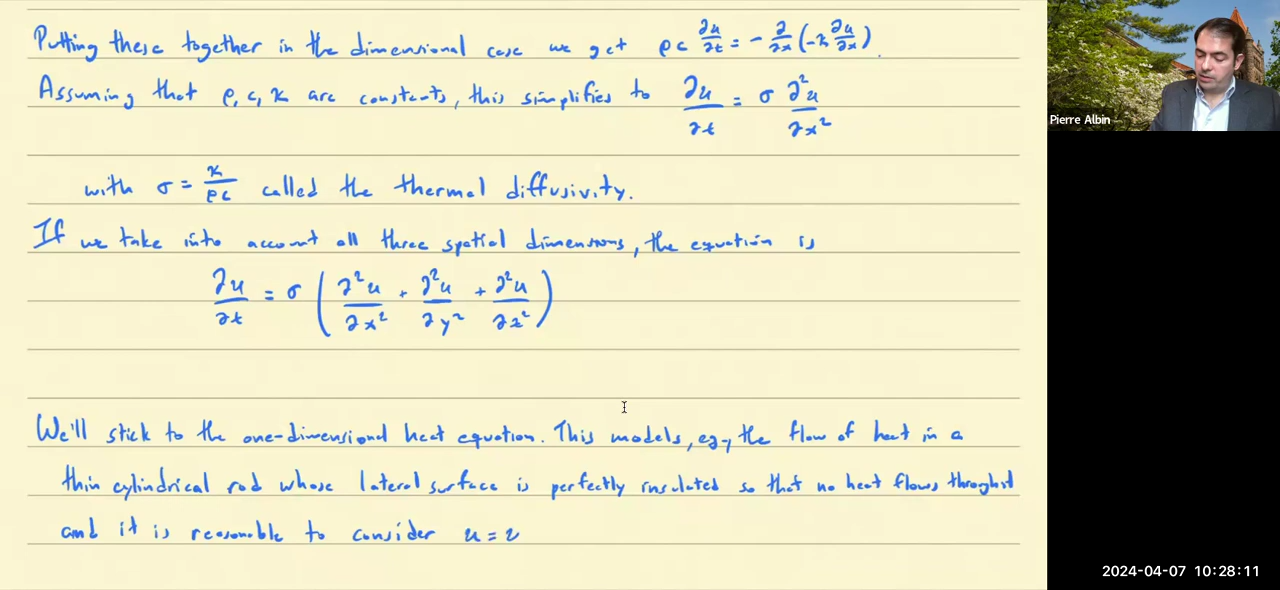 Putting these together in the dimensional case we get ρc ∂u/∂t = - ∂/∂x (-κ ∂u/∂x).
Assuming that ρ, c, κ are constants, this simplifies to ∂u/∂t = σ ∂²u/∂x²
with σ = κ/ρc called the thermal diffusivity.
If we take into account all three spatial dimensions, the equation is
∂u/∂t = σ (∂²u/∂x² + ∂²u/∂y² + ∂²u/∂z²)
We'll stick to the one-dimensional heat equation. This models, eg, the flow of heat in a
thin cylindrical rod whose lateral surface is perfectly insulated so that no heat flows through it
and it is reasonable to consider u = u
Pierre Albin
2024-04-07 10:28:11